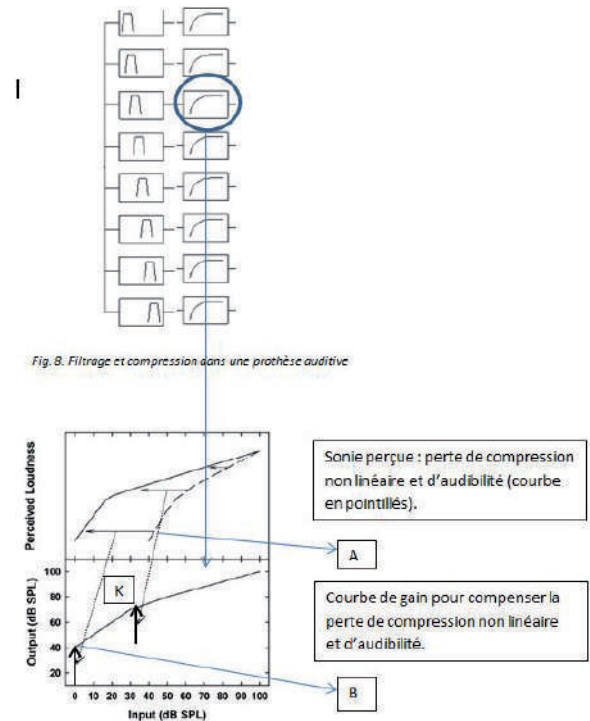 Fig. 8. Filtrage et compression dans une prothèse auditive
Perceived Loudness
Sonie perçue : perte de compression
non linéaire et d'audibilité (courbe
en pointillés).
A
Output (dB SPL)
100
80
60
40
20
K
0 10 20 30 40 50 60 70 80 90 100
Input (dB SPL)
Courbe de gain pour compenser la
perte de compression non linéaire
et d'audibilité.
B